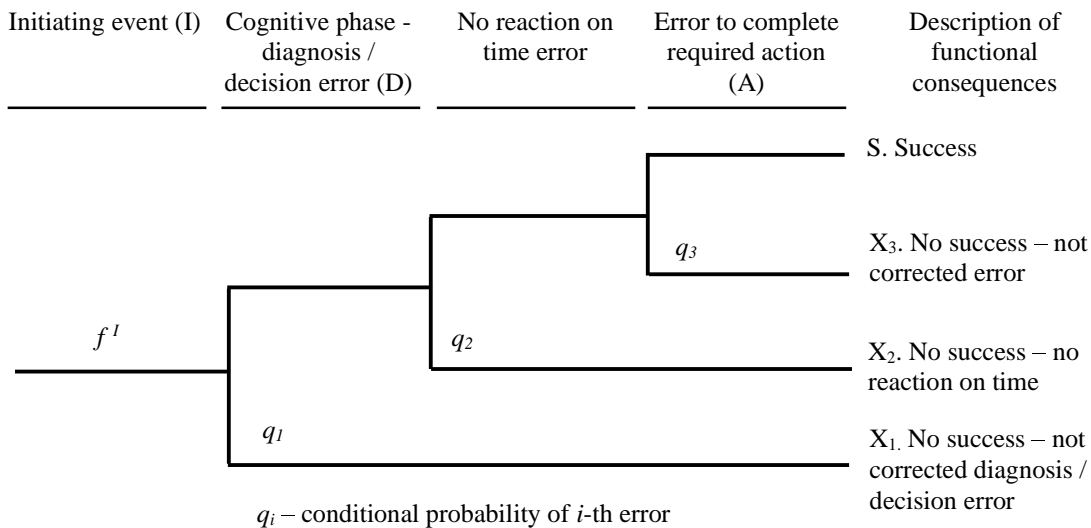 Initiating event (I)
Cognitive phase -
diagnosis /
decision error (D)
No reaction on
time error
Error to complete
required action
(A)
Description of
functional
consequences
S. Success
q3
X3. No success – not
corrected error
f I
q2
X2. No success – no
reaction on time
q1
X1. No success – not
corrected diagnosis /
decision error
qi – conditional probability of i-th error